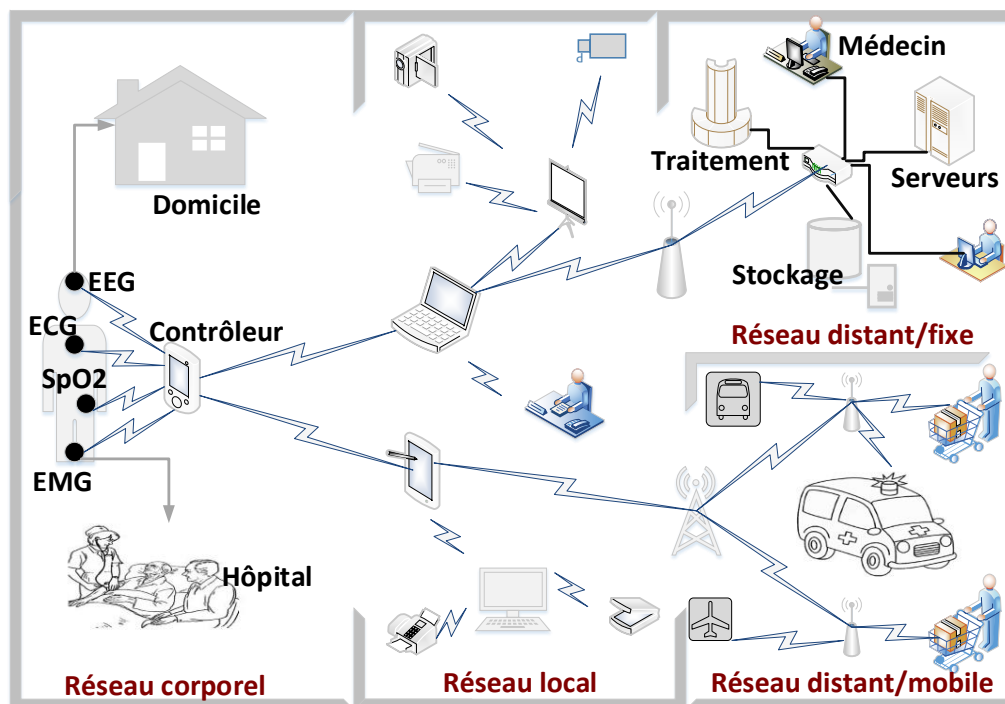 Domicile
EEG
ECG
Contrôleur
SpO2
EMG
Hôpital
Réseau corporel
Réseau local
Médecin
Traitement
Serveurs
Stockage
Réseau distant/fixe
Réseau distant/mobile